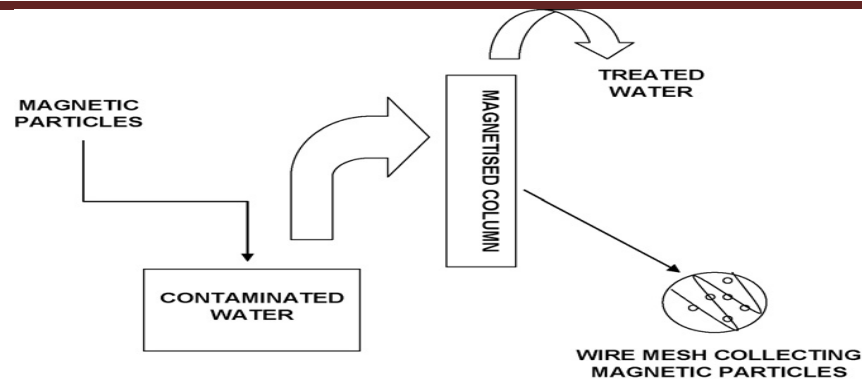 MAGNETIC
PARTICLES
CONTAMINATED
WATER
MAGNETISED COLUMN
TREATED
WATER
WIRE MESH COLLECTING
MAGNETIC PARTICLES